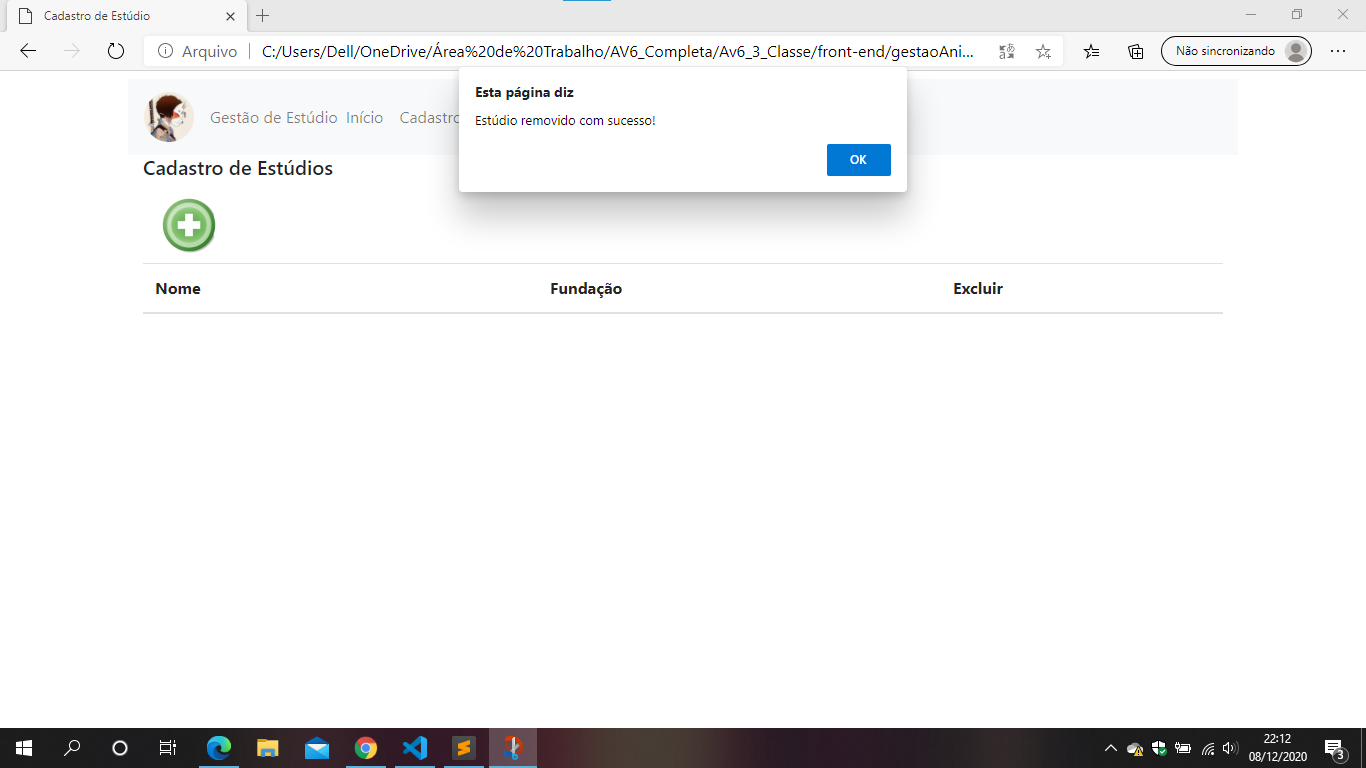 Cadastro de Estúdio
Arquivo
C:/Users/Dell/OneDrive/Área%20de%20Trabalho/AV6_Completa/Av6_3_Classe/front-end/gestaoAni...
Não sincronizando
Esta página diz
Estúdio removido com sucesso!
OK
Gestão de Estúdio Início Cadastro
Cadastro de Estúdios
Nome Fundação Excluir
22:12
08/12/2020
3